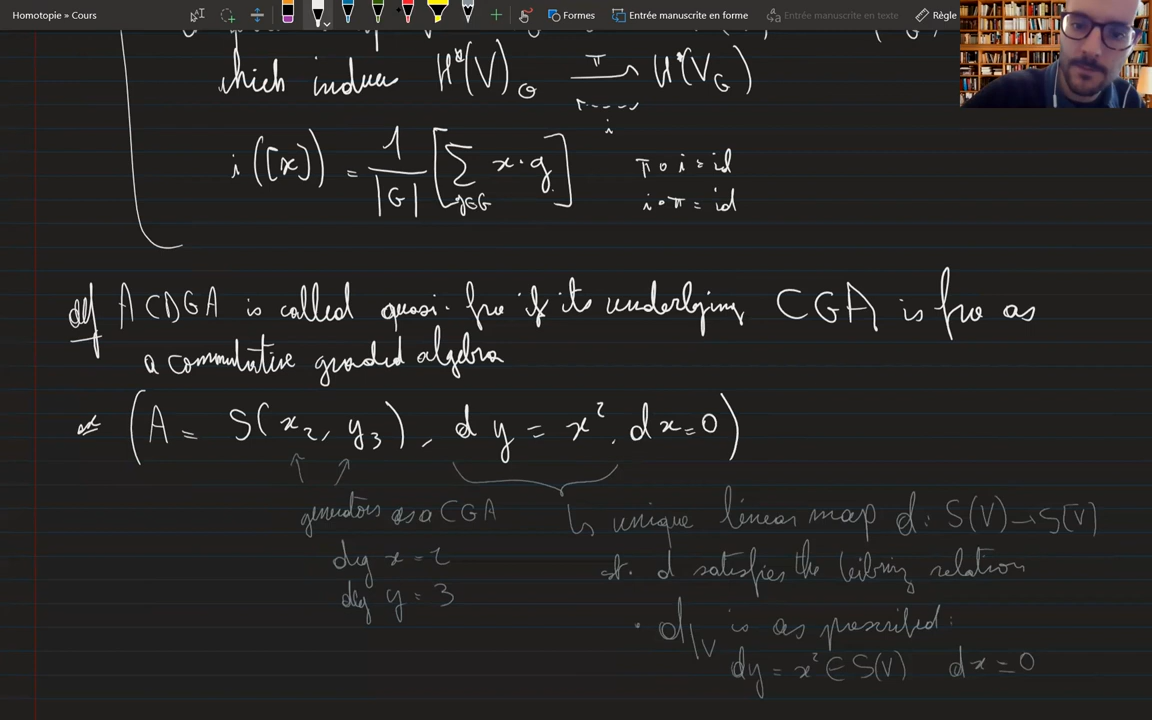 Homotopie » Cours
Formes
Entrée manuscrite en forme
Entrée manuscrite en texte
Règle
which induces H*(V)_G → π H*(V_G)
i
i([x]) = 1/|G| [∑_{g∈G} x·g] π∘i = id
i∘π = id
def A CDGA is called quasi-free if its underlying CGA is free as
a commutative graded algebra
ex (A = S(x₂, y₃), dy = x², dx=0)
generators as a CGA
deg x = 2
deg y = 3
↳ unique linear map d: S(V) → S(V)
st. d satisfies the Leibniz relation
• d|_V is as prescribed:
dy = x² ∈ S(V) dx = 0